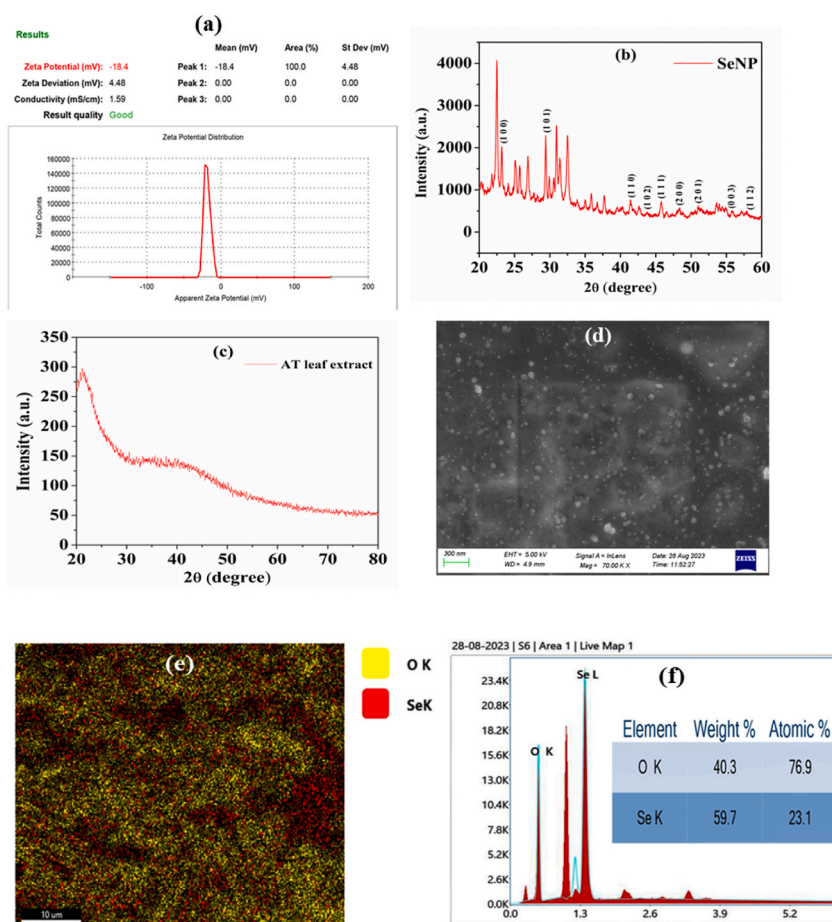 (a)
Results
Mean (mV) Area (%) St Dev (mV)
Zeta Potential (mV): -18.4 Peak 1: -18.4 100.0 4.48
Zeta Deviation (mV): 4.48 Peak 2: 0.00 0.0 0.00
Conductivity (mS/cm): 1.59 Peak 3: 0.00 0.0 0.00
Result quality Good
Zeta Potential Distribution
Total Counts
160000
140000
120000
100000
80000
60000
40000
20000
0
-100 0 100 200
Apparent Zeta Potential (mV)
(b)
SeNP
Intensity (a.u.)
4000
3000
2000
1000
0
(1 0 0)
(1 0 1)
(1 1 0)
(1 0 2)
(1 1 1)
(2 0 0)
(2 0 1)
(0 0 3)
(1 1 2)
20 25 30 35 40 45 50 55 60
2θ (degree)
(c)
AT leaf extract
Intensity (a.u.)
350
300
250
200
150
100
50
0
20 30 40 50 60 70 80
2θ (degree)
(d)
300 nm EHT = 5.00 kV Signal A = InLens Date: 28 Aug 2023 ZEISS
WD = 4.9 mm Mag = 70.00 K X Time: 11:52:27
(e)
O K
SeK
10 um
28-08-2023 | S6 | Area 1 | Live Map 1
(f)
23.4K
20.8K
18.2K
15.6K
13.0K
10.4K
7.8K
5.2K
2.6K
0.0K
Se L
O K
Element Weight % Atomic %
O K 40.3 76.9
Se K 59.7 23.1
0.0 1.3 2.6 3.9 5.2